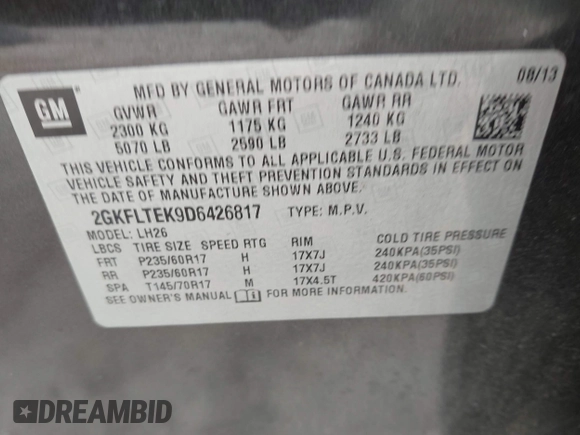 MFD BY GENERAL MOTORS OF CANADA LTD. 08/13
GM
GVWR GAWR FRT GAWR RR
2300 KG 1175 KG 1240 KG
5070 LB 2590 LB 2733 LB
THIS VEHICLE CONFORMS TO ALL APPLICABLE U.S. FEDERAL MOTOR
VEHICLE SAFETY AND THEFT PREVENTION STANDARDS IN EFFECT ON
THE DATE OF MANUFACTURE SHOWN ABOVE.
2GKFLTEK9D6426817 TYPE: M.P.V.
MODEL: LH26
LBCS TIRE SIZE SPEED RTG RIM COLD TIRE PRESSURE
FRT P235/60R17 H 17X7J 240KPA(35PSI)
RR P235/60R17 H 17X7J 240KPA(35PSI)
SPA T145/70R17 M 17X4.5T 420KPA(60PSI)
SEE OWNER'S MANUAL FOR MORE INFORMATION.
DREAMBID